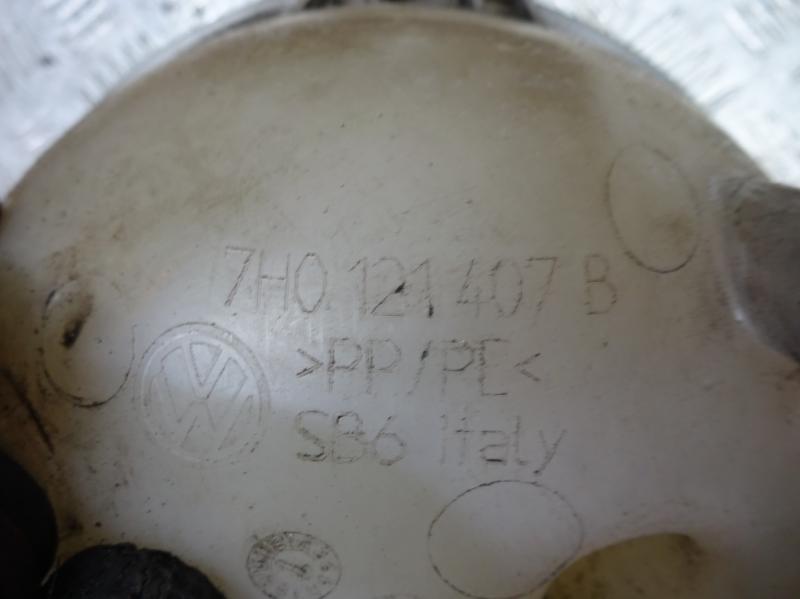 7H0.121.407 B
>PP/PE<
SB6 Italy